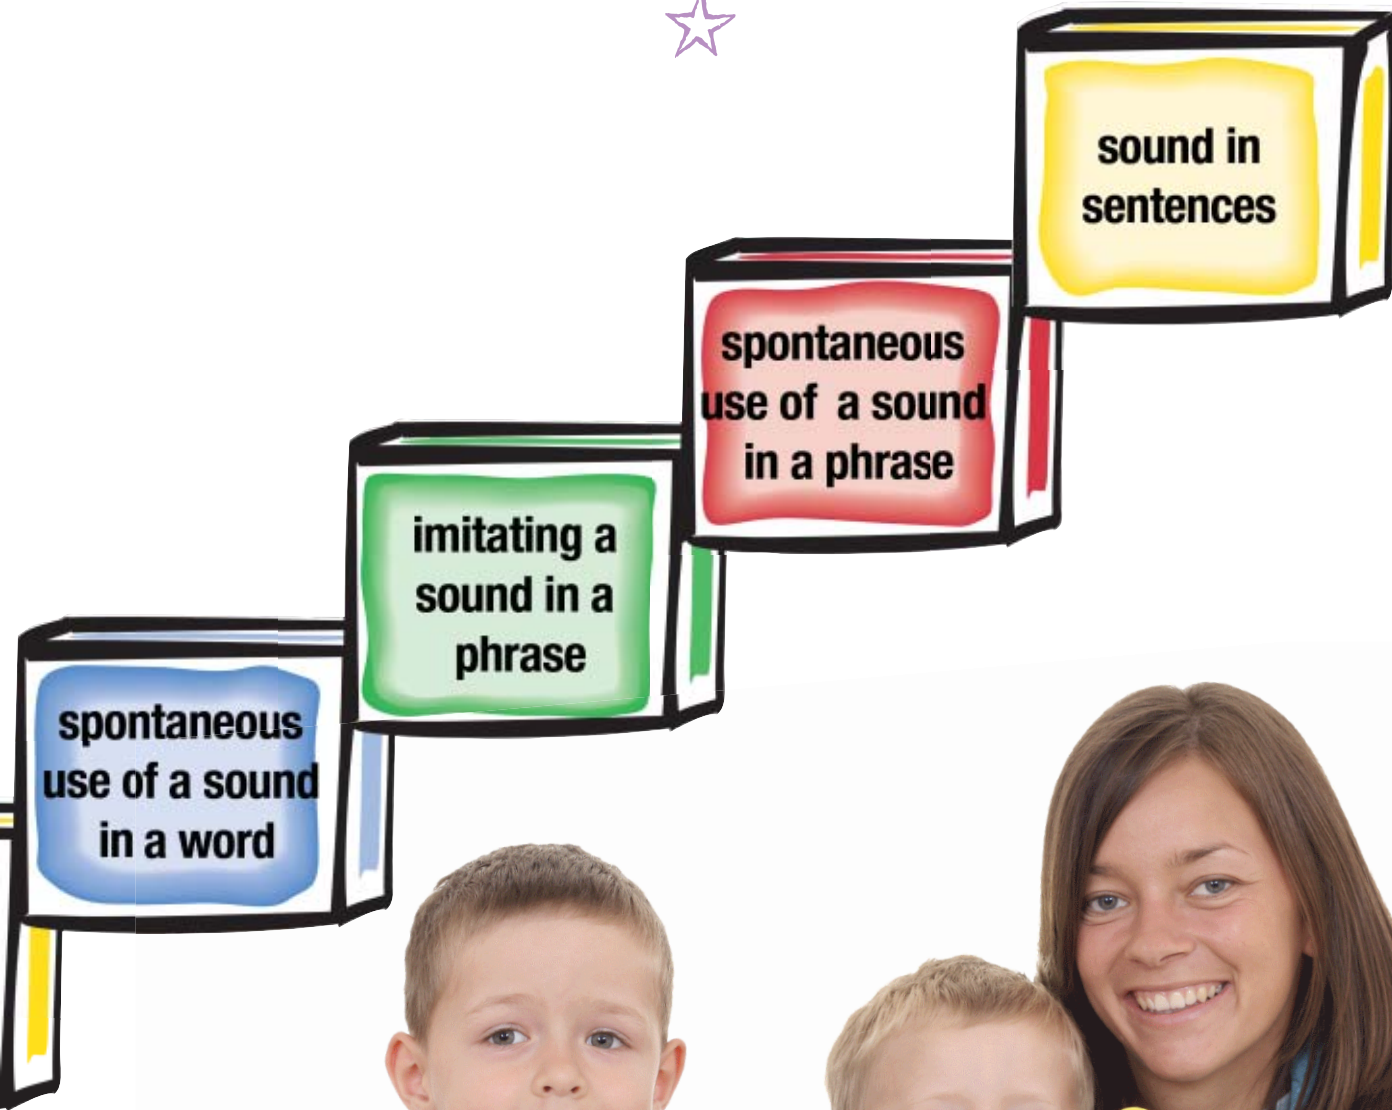 sound in
sentences
spontaneous
use of a sound
in a phrase
imitating a
sound in a
phrase
spontaneous
use of a sound
in a word